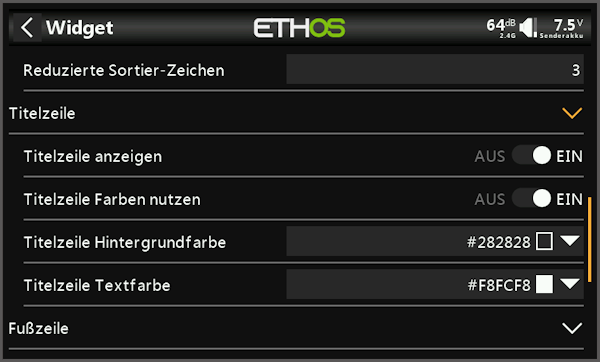 Widget
ETHOS
64dB
2.4G
7.5V
Senderakku
Reduzierte Sortier-Zeichen
3
Titelzeile
Titelzeile anzeigen
AUS EIN
Titelzeile Farben nutzen
AUS EIN
Titelzeile Hintergrundfarbe
#282828
Titelzeile Textfarbe
#F8FCF8
Fußzeile